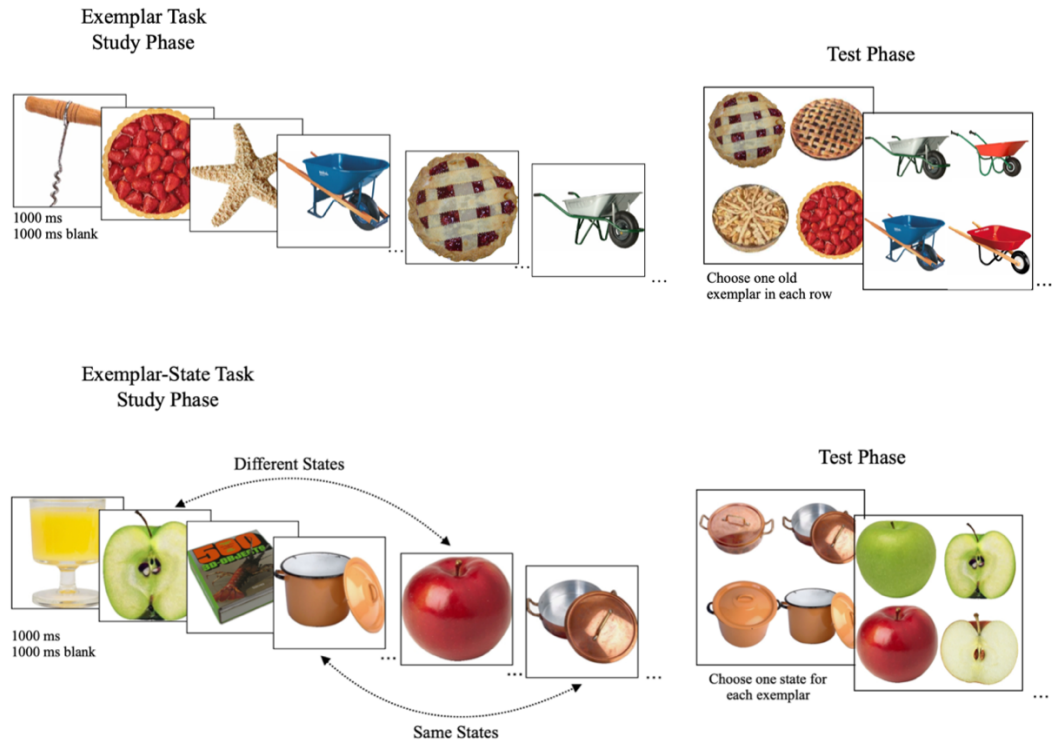 Exemplar Task
Study Phase
Test Phase
1000 ms
1000 ms blank
...
...
...
Choose one old
exemplar in each row
...
Exemplar-State Task
Study Phase
Different States
Test Phase
500
3D-OBJECTS
1000 ms
1000 ms blank
...
...
...
Choose one state for
each exemplar
...
Same States